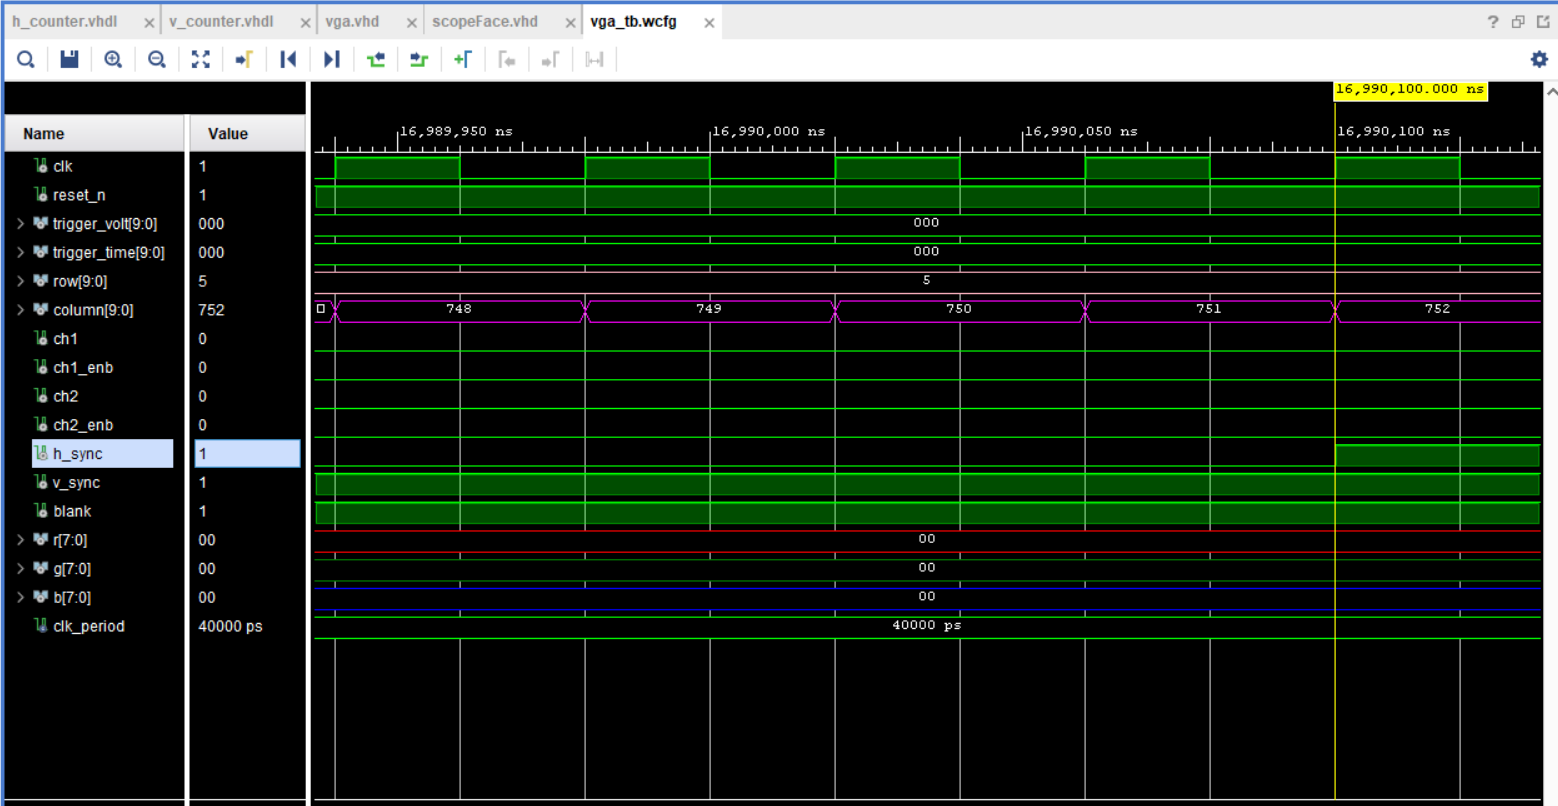 h_counter.vhdl × v_counter.vhdl × vga.vhd × scopeFace.vhd × vga_tb.wcfg × ?
16,990,100.000 ns
Name Value
16,989,950 ns 16,990,000 ns 16,990,050 ns 16,990,100 ns
clk 1
reset_n 1
trigger_volt[9:0] 000 000
trigger_time[9:0] 000 000
row[9:0] 5 5
column[9:0] 752 748 749 750 751 752
ch1 0
ch1_enb 0
ch2 0
ch2_enb 0
h_sync 1
v_sync 1
blank 1
r[7:0] 00 00
g[7:0] 00 00
b[7:0] 00 00
clk_period 40000 ps 40000 ps